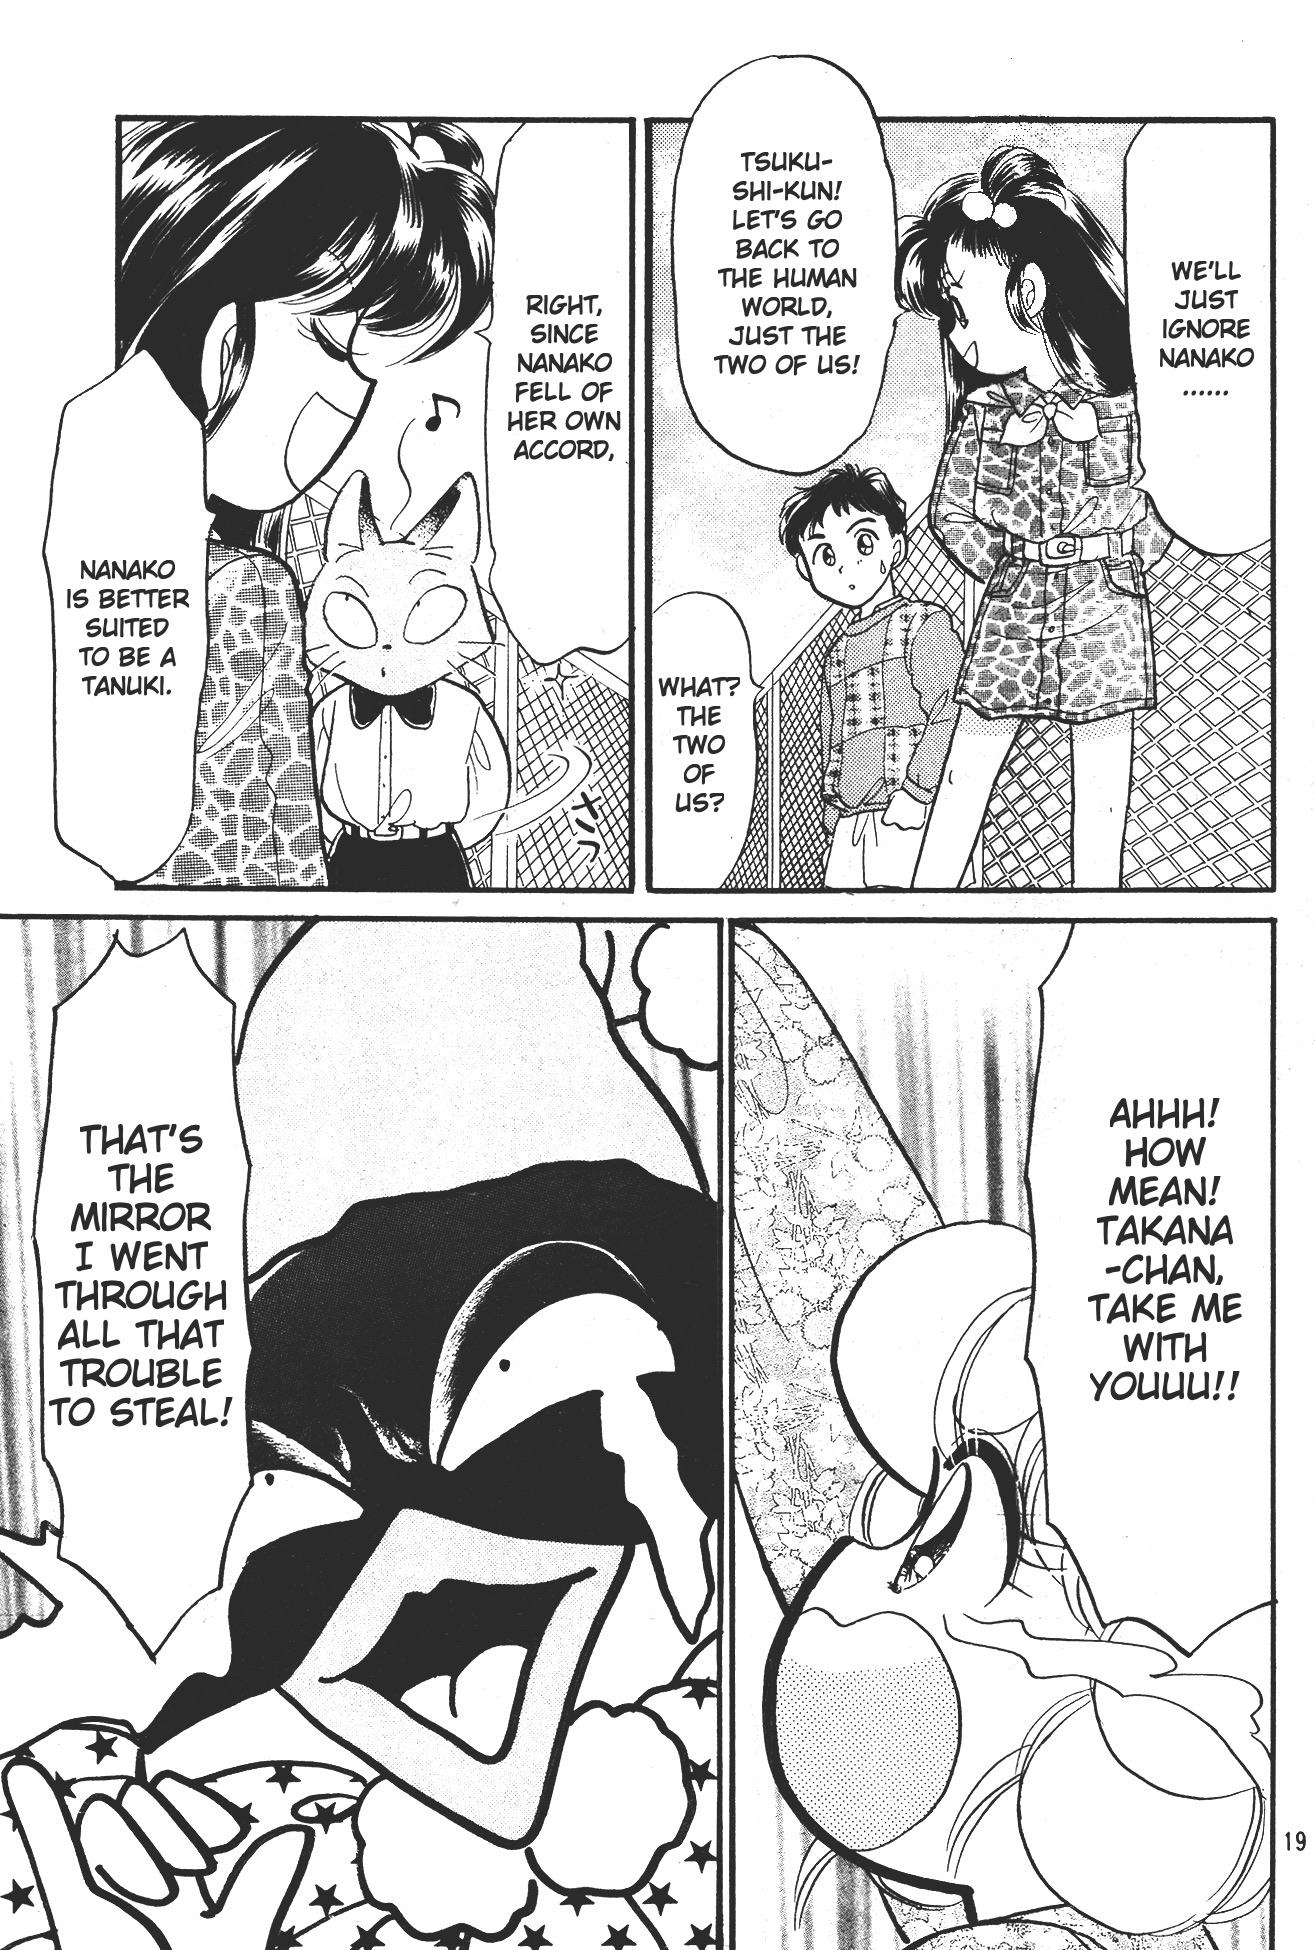 WE'LL
JUST
IGNORE
NANAKO
......
TSUKU-
SHI-KUN!
LET'S GO
BACK TO
THE HUMAN
WORLD,
JUST THE
TWO OF US!
WHAT?
THE
TWO
OF
US?
RIGHT,
SINCE
NANAKO
FELL OF
HER OWN
ACCORD,
NANAKO
IS BETTER
SUITED
TO BE A
TANUKI.
AHHH!
HOW
MEAN!
TAKANA
-CHAN,
TAKE ME
WITH
YOUUU!!
THAT'S
THE
MIRROR
I WENT
THROUGH
ALL THAT
TROUBLE
TO STEAL!
19